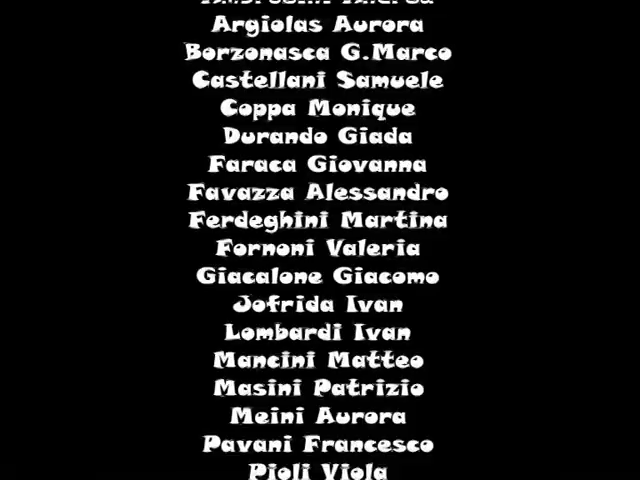 Argiolas Aurora
Borzonasca G.Marco
Castellani Samuele
Coppa Monique
Durando Giada
Faraca Giovanna
Favazza Alessandro
Ferdeghini Martina
Fornoni Valeria
Giacalone Giacomo
Jofrida Ivan
Lombardi Ivan
Mancini Matteo
Masini Patrizio
Meini Aurora
Pavani Francesco
Pioli Viola